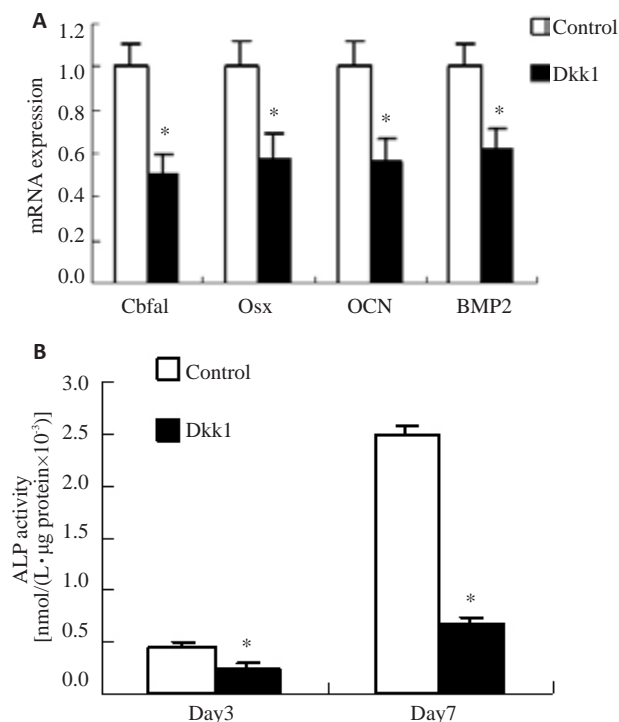 A
1.2
1.0
0.8
0.6
0.4
0.2
0.0
mRNA expression
Control
Dkk1
* * * *
Cbfal Osx OCN BMP2
B
Control
Dkk1
3.0
2.5
2.0
1.5
1.0
0.5
0.0
ALP activity
[nmol/(L·μg protein×10⁻³)]
* *
Day3 Day7